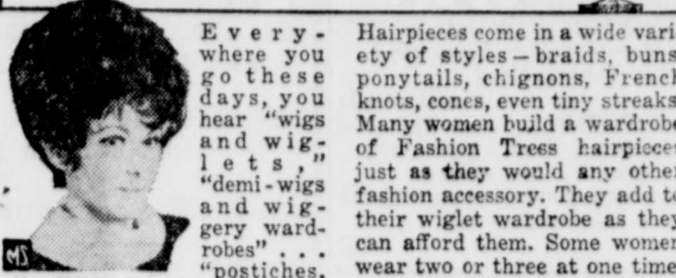 MS
E v e r y -
where you
go these
days, you
hear “wigs
and wig-
l e t s ,”
“demi-wigs
and wig-
gery ward-
robes” . . .
“postiches.
Hairpieces come in a wide vari-
ety of styles — braids, buns
ponytails, chignons, French
knots, cones, even tiny streaks
Many women build a wardrobe
of Fashion Tress hairpieces
just as they would any other
fashion accessory. They add to
their wiglet wardrobe as they
can afford them. Some women
wear two or three at one time